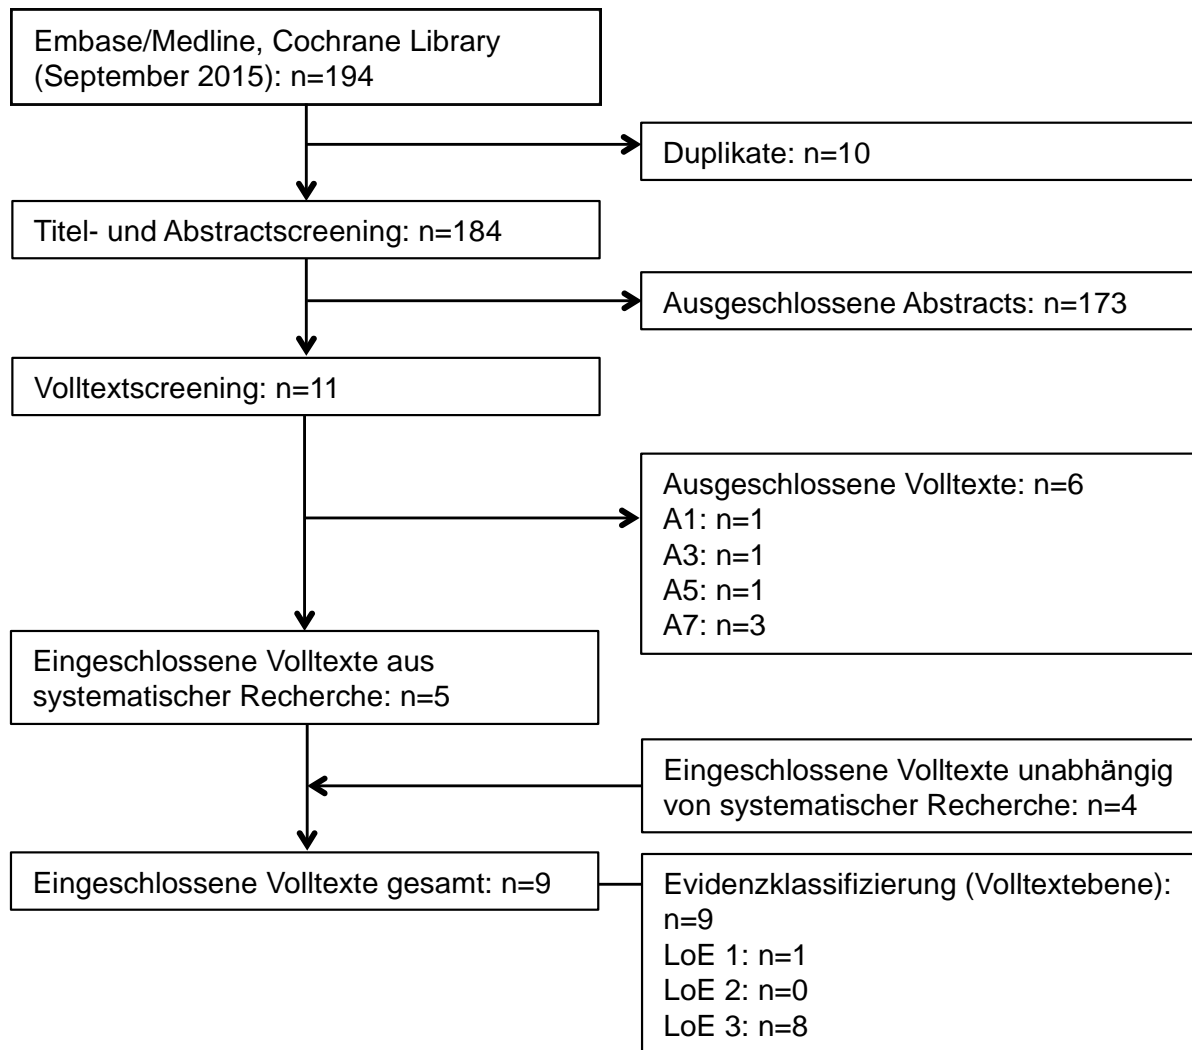 Embase/Medline, Cochrane Library
(September 2015): n=194
Duplikate: n=10
Titel- und Abstractscreening: n=184
Ausgeschlossene Abstracts: n=173
Volltextscreening: n=11
Ausgeschlossene Volltexte: n=6
A1: n=1
A3: n=1
A5: n=1
A7: n=3
Eingeschlossene Volltexte aus
systematischer Recherche: n=5
Eingeschlossene Volltexte unabhängig
von systematischer Recherche: n=4
Eingeschlossene Volltexte gesamt: n=9
Evidenzklassifizierung (Volltextebene):
n=9
LoE 1: n=1
LoE 2: n=0
LoE 3: n=8